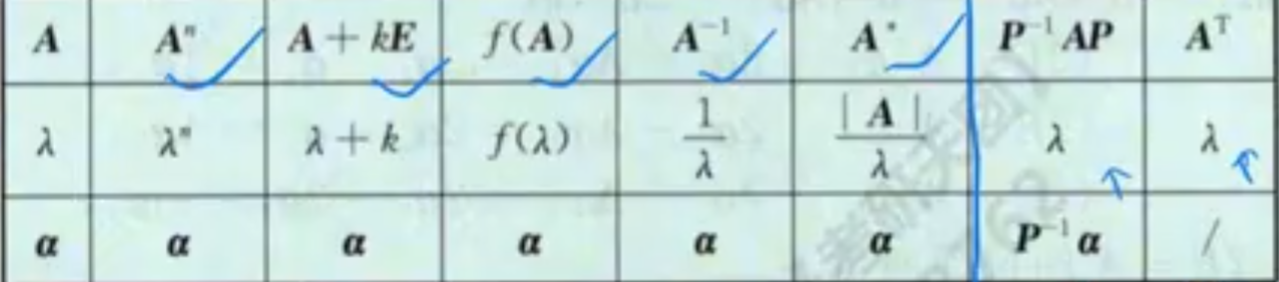 A Aⁿ A + kE f(A) A⁻¹ A* P⁻¹AP Aᵀ
λ λⁿ λ + k f(λ) 1/λ |A|/λ λ λ
α α α α α α P⁻¹α /